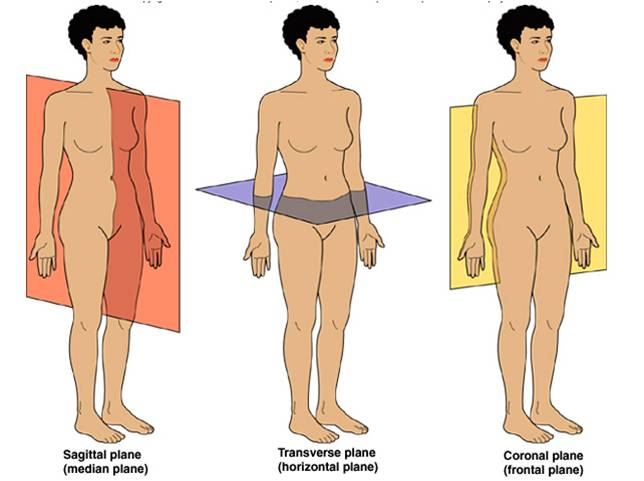 Sagittal plane
(median plane)
Transverse plane
(horizontal plane)
Coronal plane
(frontal plane)